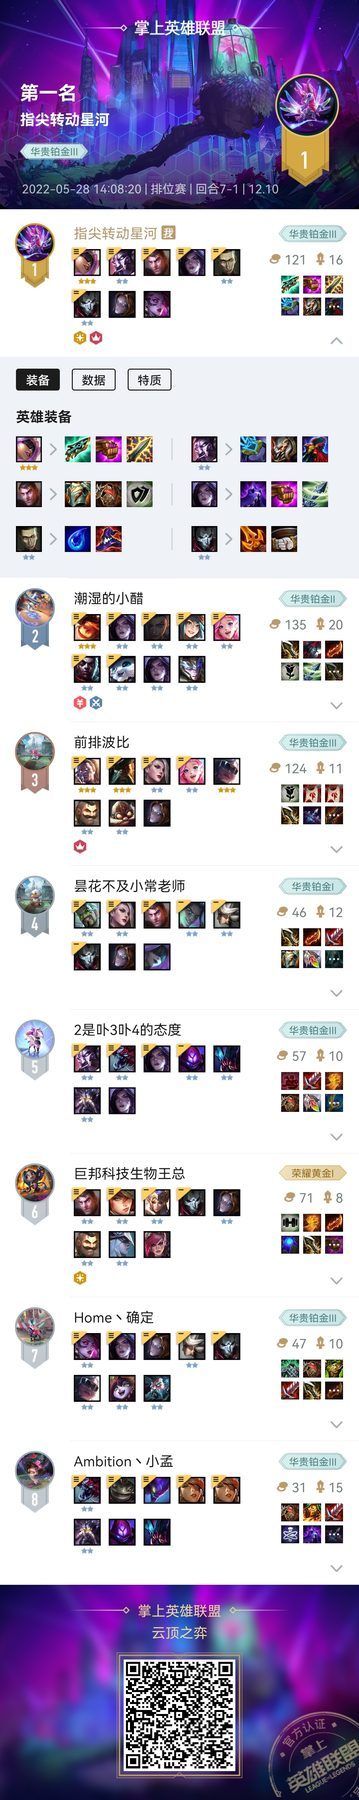 掌上英雄联盟
第一名
指尖转动星河
华贵铂金III
1
2022-05-28 14:08:20 | 排位赛 | 回合7-1 | 12.10
1
指尖转动星河 我
华贵铂金III
121 16
装备 数据 特质
英雄装备
2
潮湿的小醋
华贵铂金II
135 20
3
前排波比
华贵铂金III
124 11
4
昙花不及小常老师
华贵铂金I
46 12
5
2是卟3卟4的态度
华贵铂金III
57 10
6
巨邦科技生物王总
荣耀黄金I
71 8
7
Home丶确定
华贵铂金III
47 10
8
Ambition丶小孟
华贵铂金III
31 15
掌上英雄联盟
云顶之弈
官方认证
掌上
英雄联盟
LEAGUE-LEGENDS